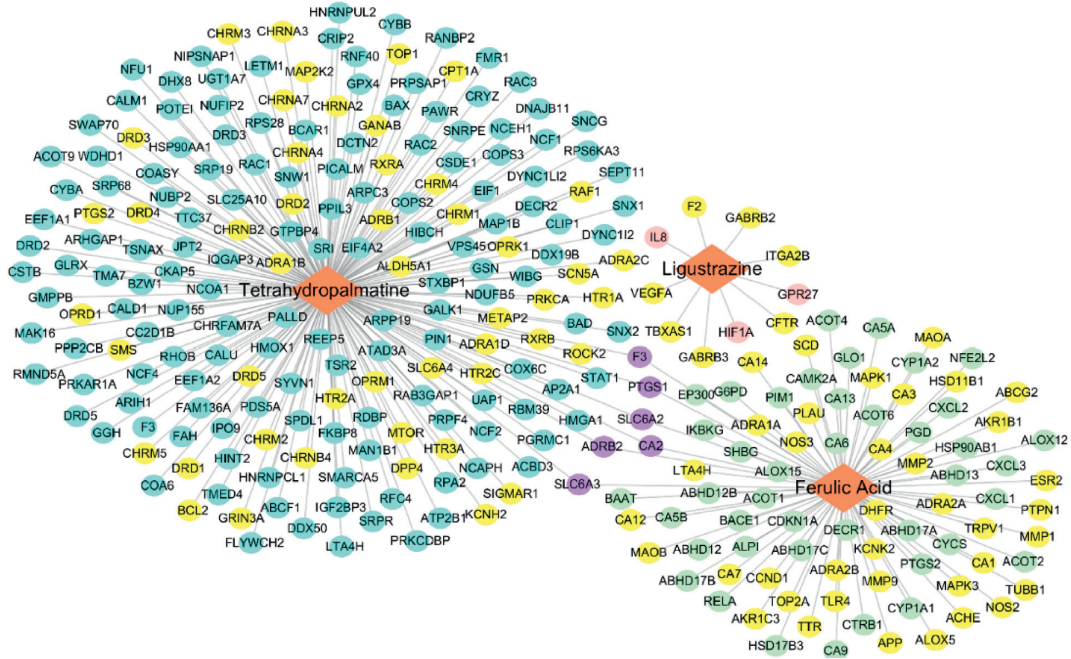 HNRNPUL2
CHRM3
CHRNA3
CYBB
CRIP2
RANBP2
NIPSNAP1
LETM1
RNF40
TOP1
FMR1
NFU1
DHX8
UGT1A7
MAP2K2
GPX4
PRPSAP1
CPT1A
RAC3
CALM1
POTEI
NUFIP2
CHRNA7
CHRNA2
BAX
CRYZ
PAWR
DNAJB11
SWAP70
DRD3
RPS28
BCAR1
GANAB
SNCG
DRD3
HSP90AA1
DCTN2
RAC2
SNRPE
NCEH1
NCF1
ACOT9
WDHD1
SRP19
RAC1
CHRNA4
RXRA
CSDE1
COPS3
RPS6KA3
COASY
SNW1
PICALM
CYBA
SRP68
NUBP2
SLC25A10
ARPC3
CHRM4
EIF1
DYNC1LI2
SEPT11
RAF1
PTGS2
DRD4
TTC37
DRD2
PPIL3
COPS2
DECR2
SNX1
EEF1A1
CHRNB2
GTPBP4
ADRB1
CHRM1
MAP1B
CLIP1
DRD2
ARHGAP1
TSNAX
JPT2
SRI
EIF4A2
HIBCH
VPS45
OPRK1
DYNC1I2
CSTB
GLRX
TMA7
CKAP5
IQGAP3
ADRA1B
ALDH5A1
GSN
DDX19B
ADRA2C
WIBG
SCN5A
GMPPB
BZW1
NCOA1
Tetrahydropalmatine
STXBP1
NDUFB5
PRKCA
HTR1A
OPRD1
CALD1
NUP155
PALLD
ARPP19
GALK1
METAP2
MAK16
CC2D1B
CHRFAM7A
BAD
SNX2
PPP2CB
SMS
RHOB
CALU
HMOX1
REEP5
ATAD3A
PIN1
ADRA1D
RXRB
ROCK2
RMND5A
PRKAR1A
NCF4
EEF1A2
DRD5
TSR2
SLC6A4
HTR2C
COX6C
STAT1
DRD5
ARIH1
SYVN1
OPRM1
RAB3GAP1
AP2A1
GGH
F3
FAM136A
PDS5A
HTR2A
UAP1
RBM39
HMGA1
FAH
IPO9
SPDL1
RDBP
PRPF4
CHRM5
HINT2
CHRM2
FKBP8
MTOR
NCF2
PGRMC1
DRD1
CHRNB4
MAN1B1
HTR3A
ACBD3
COA6
HNRNPCL1
SMARCA5
DPP4
NCAPH
TMED4
RPA2
SIGMAR1
BCL2
ABCF1
IGF2BP3
RFC4
KCNH2
GRIN3A
DDX50
SRPR
ATP2B1
FLYWCH2
LTA4H
PRKCDBP
F2
GABRB2
IL8
ITGA2B
Ligustrazine
VEGFA
GPR27
TBXAS1
HIF1A
CFTR
GABRB3
F3
PTGS1
SLC6A2
ADRB2
CA2
SLC6A3
ACOT4
CA5A
SCD
MAOA
CA14
GLO1
CYP1A2
NFE2L2
CAMK2A
MAPK1
HSD11B1
EP300
G6PD
PIM1
CA13
CA3
ABCG2
PLAU
ACOT6
CXCL2
IKBKG
ADRA1A
AKR1B1
PGD
SHBG
NOS3
CA6
CA4
HSP90AB1
ALOX12
LTA4H
ALOX15
MMP2
ABHD13
CXCL3
Ferulic Acid
ESR2
BAAT
ABHD12B
ACOT1
DHFR
ADRA2A
CXCL1
PTPN1
CA12
CA5B
BACE1
CDKN1A
DECR1
ABHD17A
TRPV1
MMP1
MAOB
ABHD12
ALPI
ABHD17C
KCNK2
CYCS
ACOT2
PTGS2
CA1
ABHD17B
CA7
CCND1
ADRA2B
MMP9
MAPK3
TUBB1
RELA
TOP2A
TLR4
CYP1A1
NOS2
AKR1C3
TTR
CTRB1
ACHE
HSD17B3
CA9
APP
ALOX5